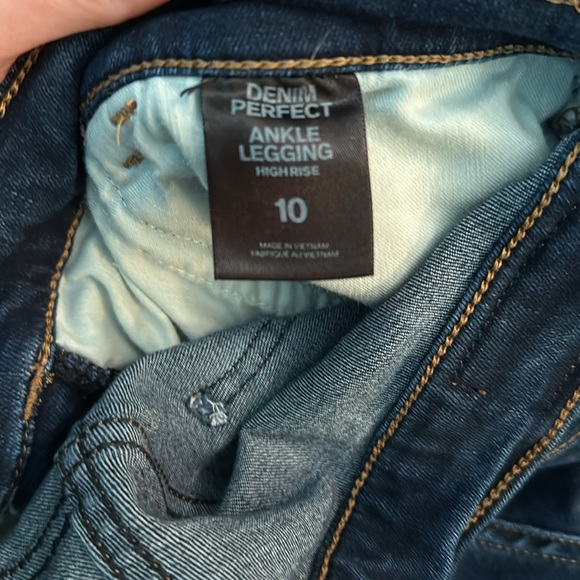 DENIM
PERFECT
ANKLE
LEGGING
HIGH RISE
10
MADE IN VIETNAM
FABRIQUÉ AU VIETNAM